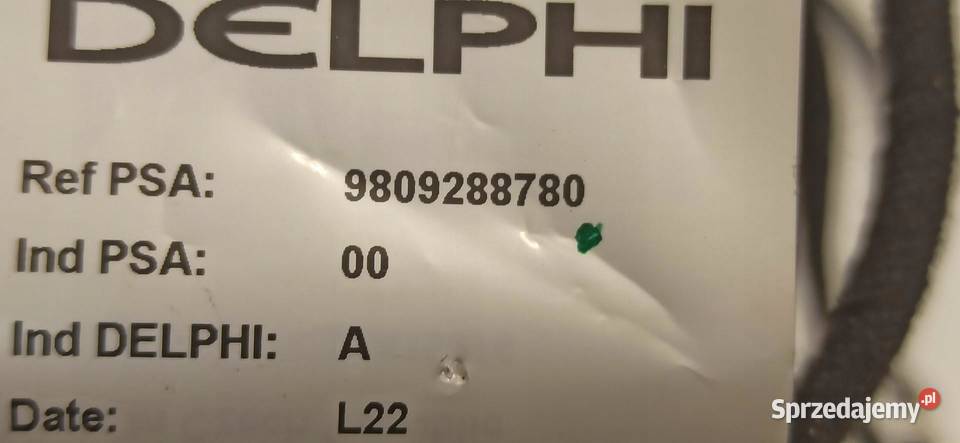 DELPHI
Ref PSA: 9809288780
Ind PSA: 00
Ind DELPHI: A
Date: L22
Sprzedajemy.pl